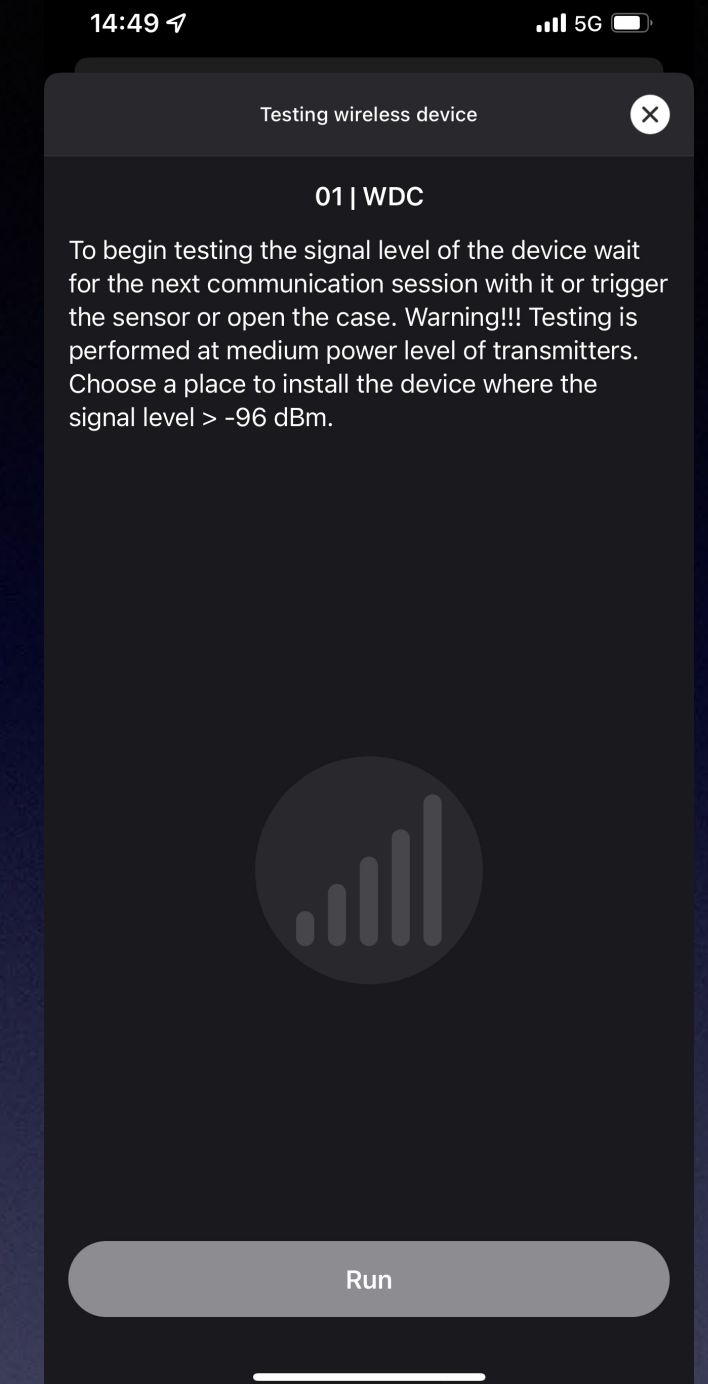 14:49 5G
Testing wireless device
01 | WDC
To begin testing the signal level of the device wait
for the next communication session with it or trigger
the sensor or open the case. Warning!!! Testing is
performed at medium power level of transmitters.
Choose a place to install the device where the
signal level > -96 dBm.
Run